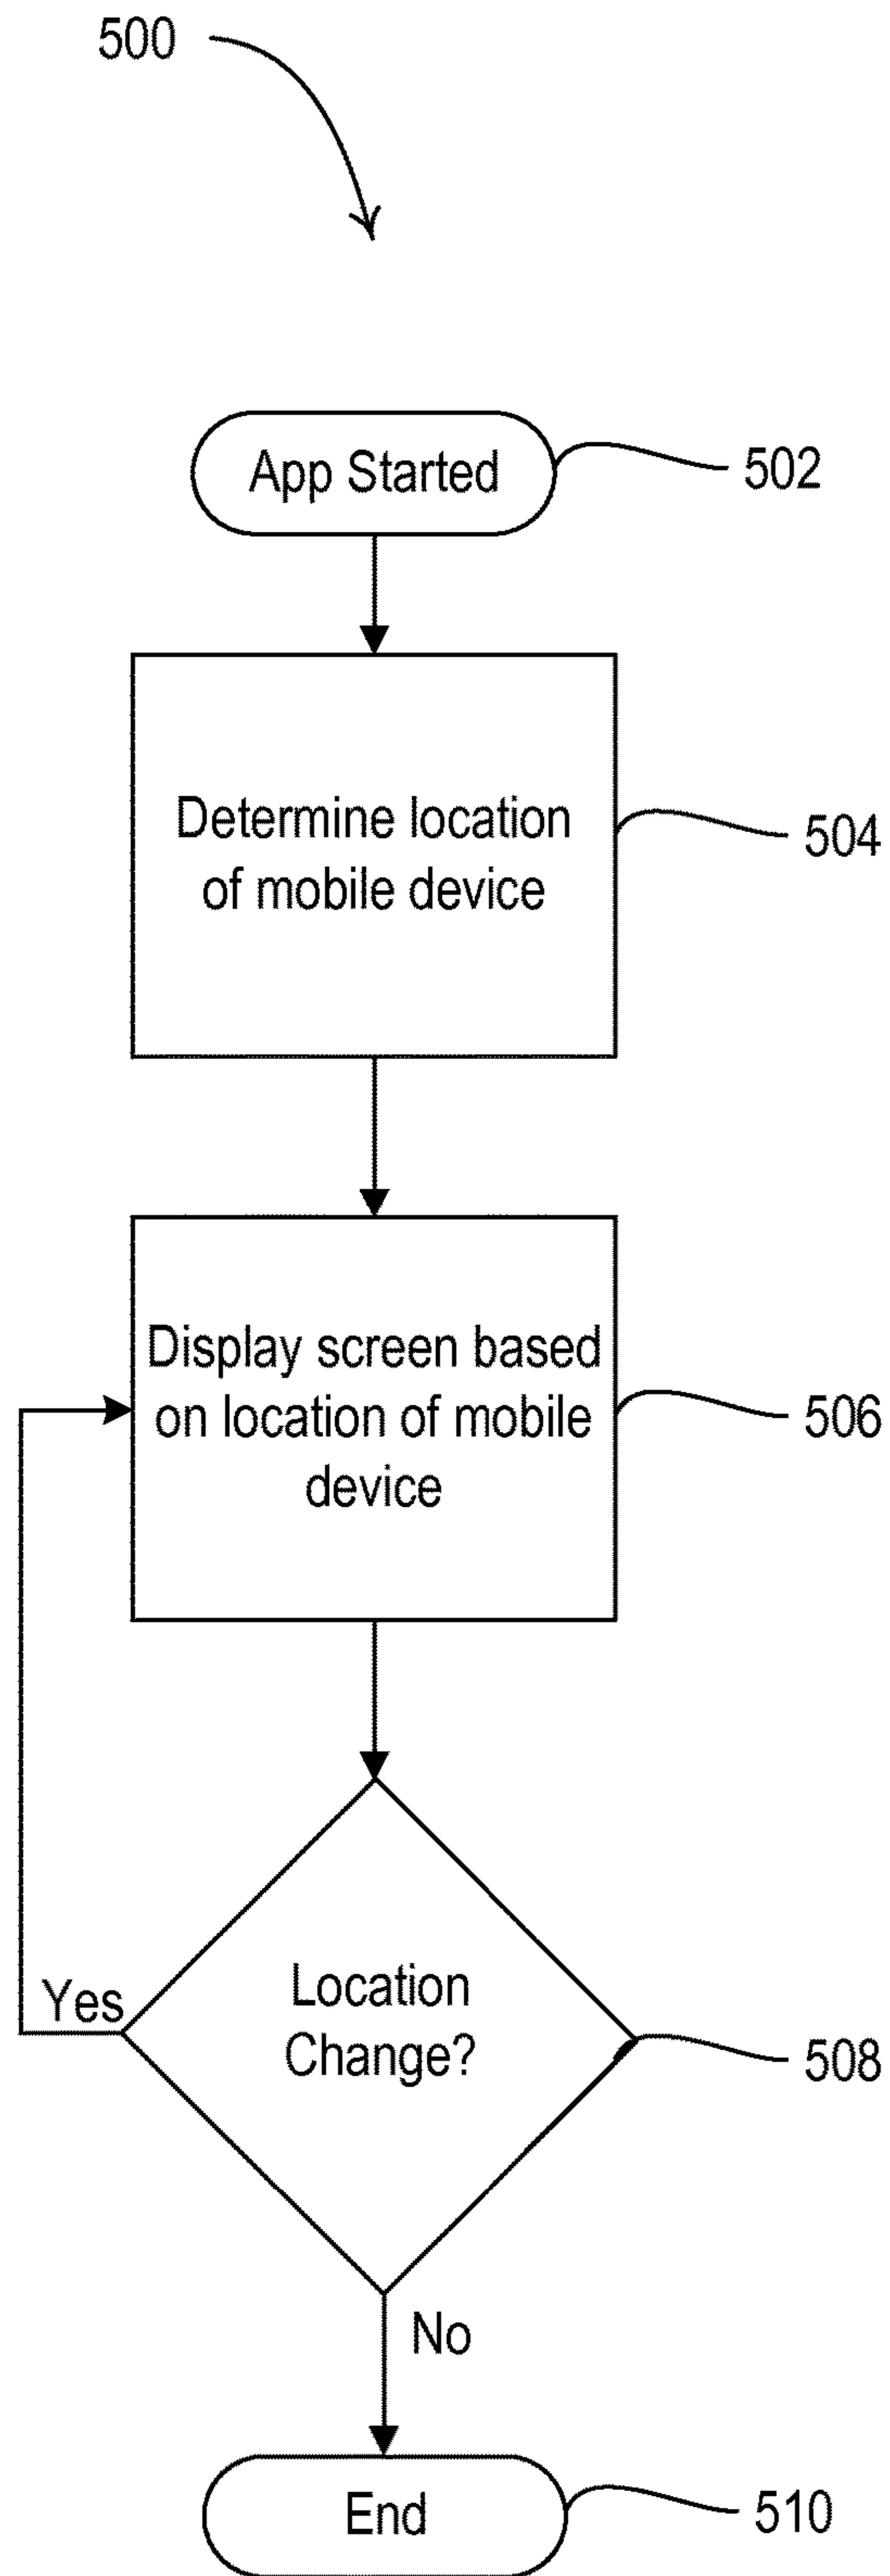 500
App Started
502
Determine location
of mobile device
504
Display screen based
on location of mobile
device
506
Yes
Location
Change?
508
No
End
510